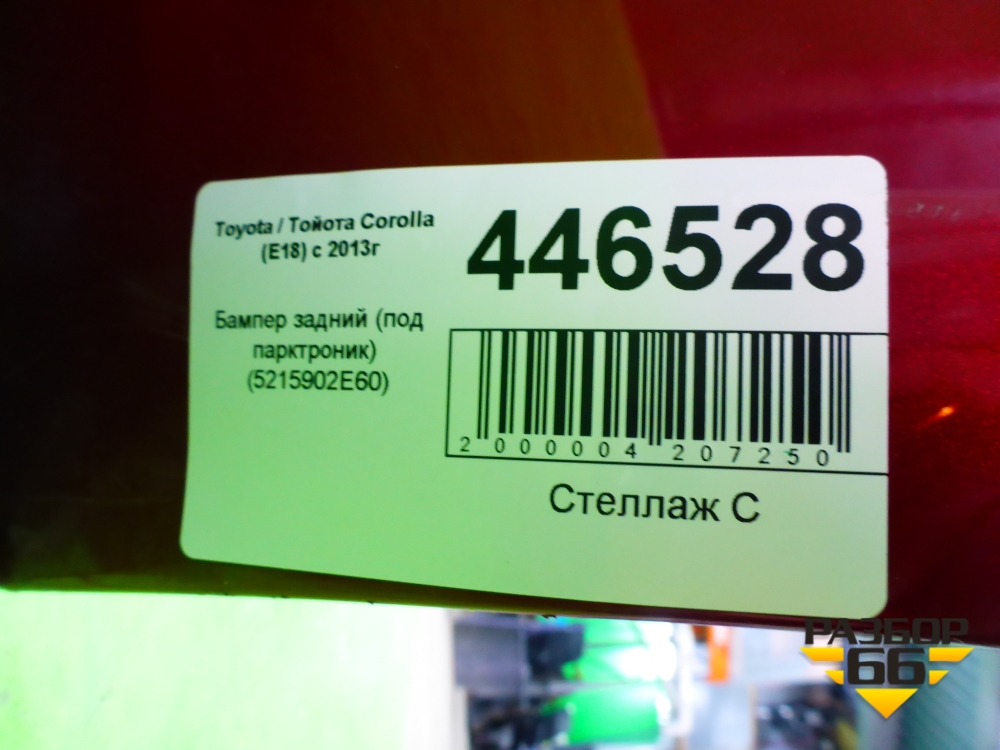 Toyota / Тойота Corolla
(E18) с 2013г
446528
Бампер задний (под
парктроник)
(5215902E60)
2 000004 207250
Стеллаж С
РАЗБОР
66